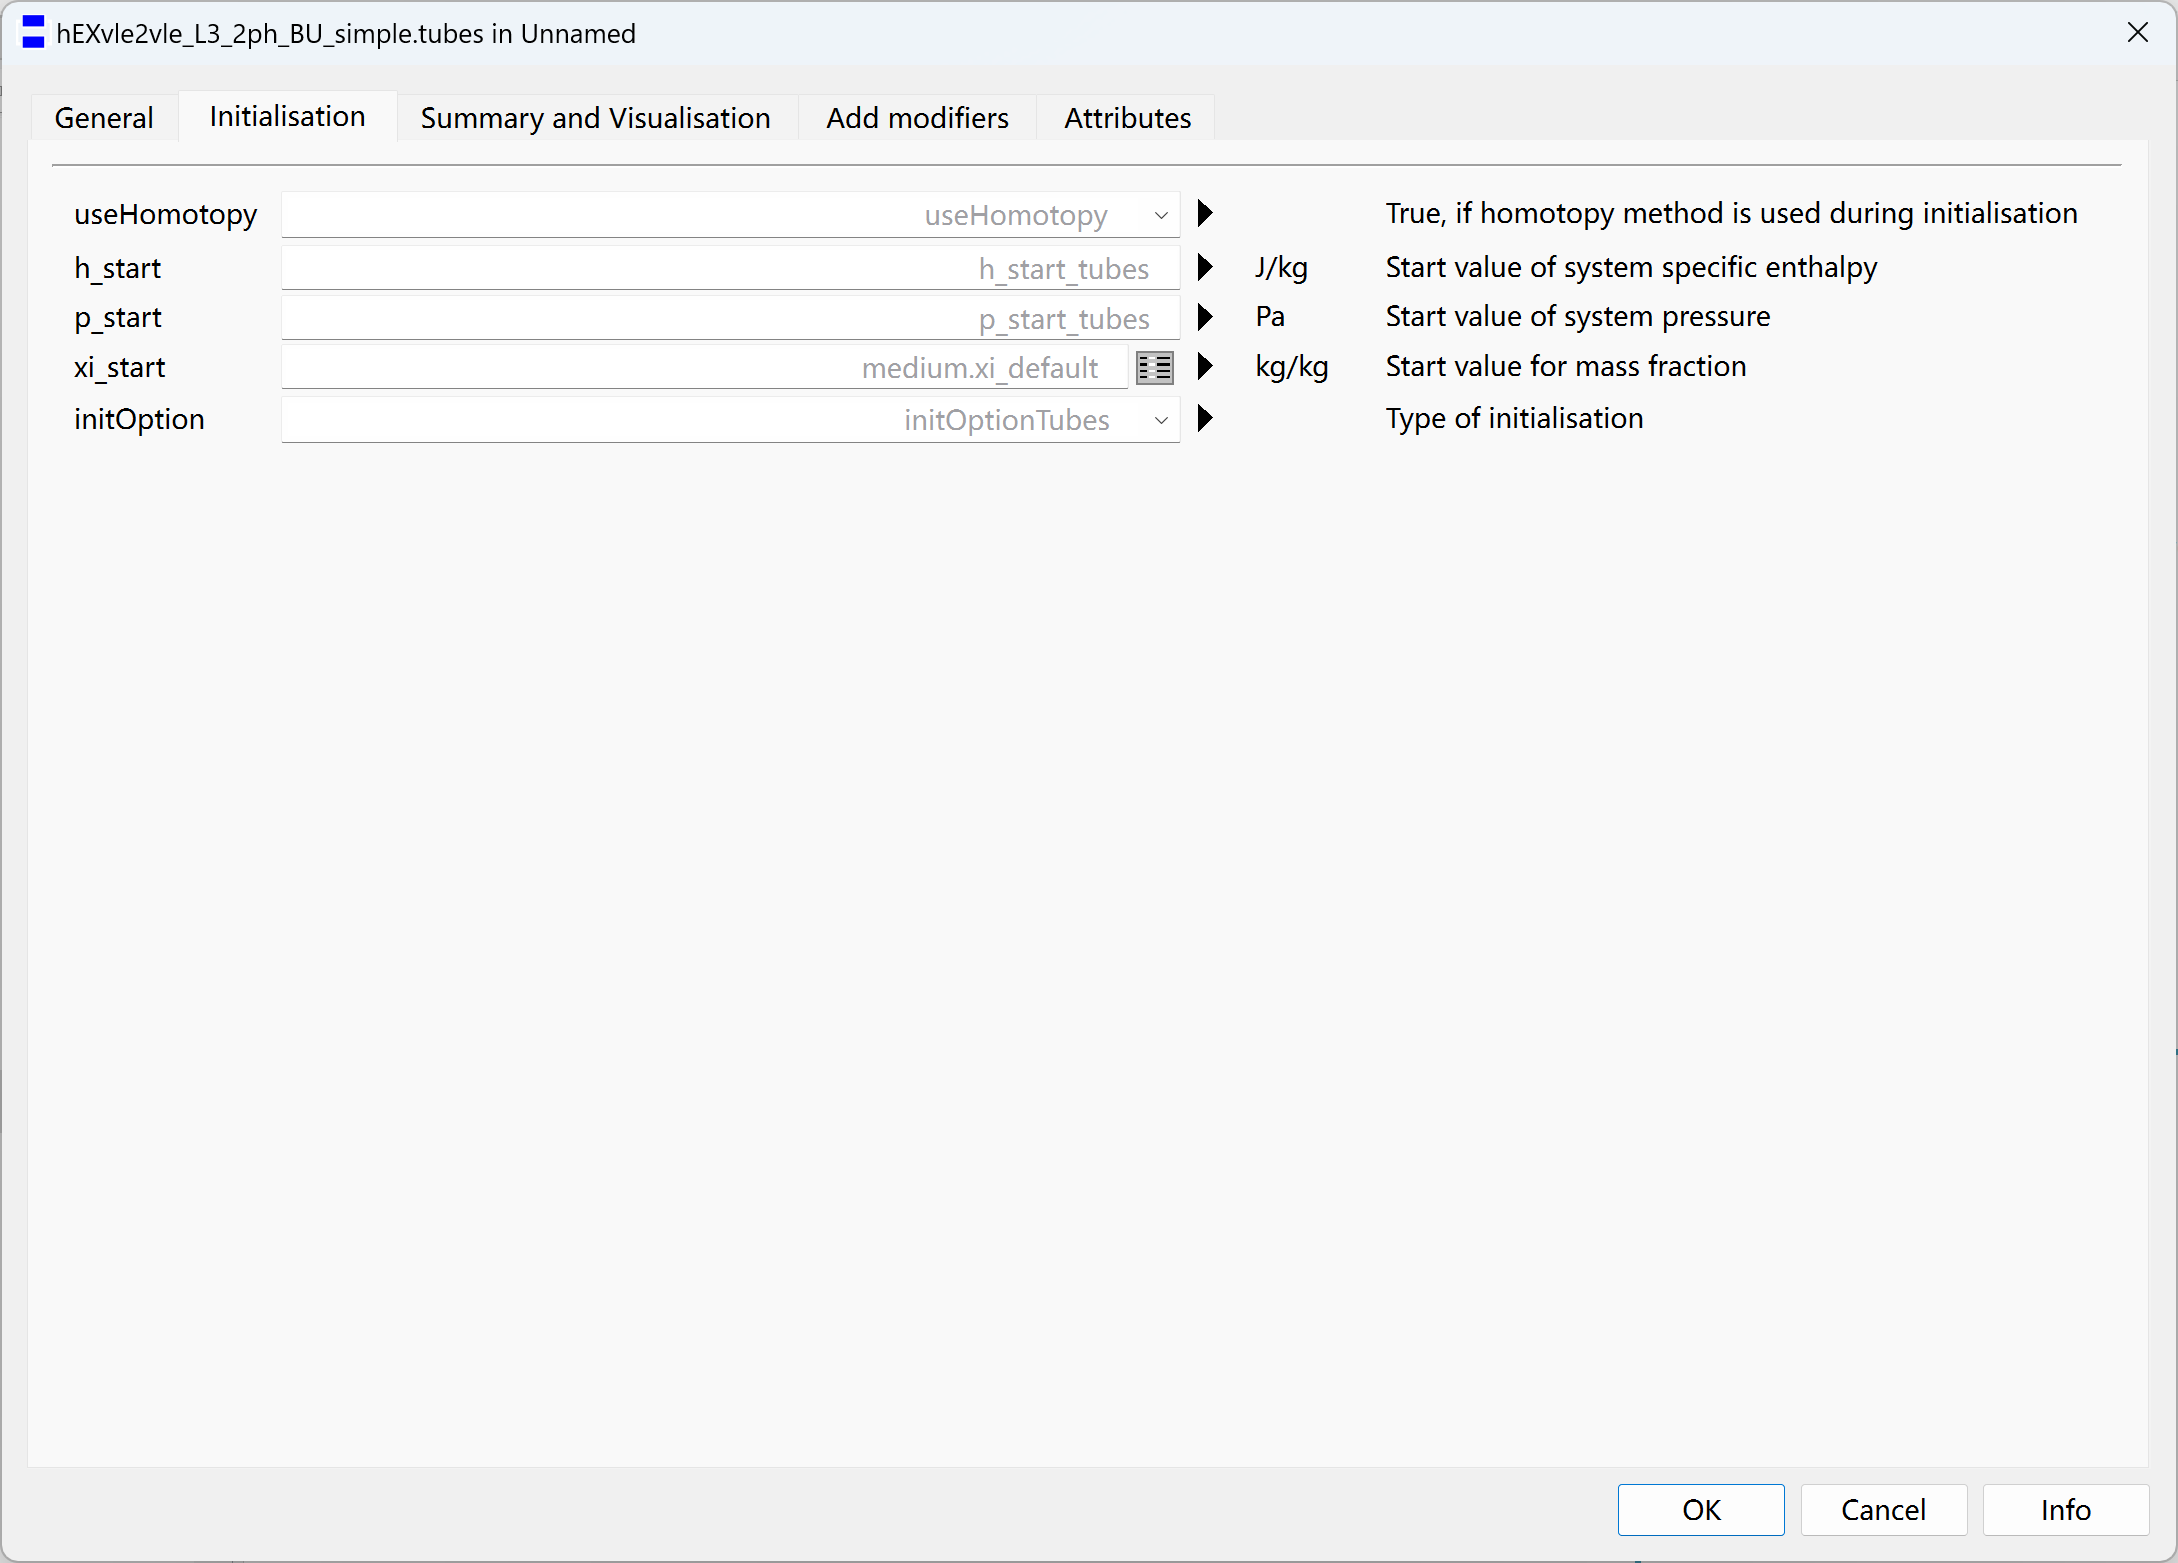 hEXvle2vle_L3_2ph_BU_simple.tubes in Unnamed
General Initialisation Summary and Visualisation Add modifiers Attributes
useHomotopy useHomotopy True, if homotopy method is used during initialisation
h_start h_start_tubes J/kg Start value of system specific enthalpy
p_start p_start_tubes Pa Start value of system pressure
xi_start medium.xi_default kg/kg Start value for mass fraction
initOption initOptionTubes Type of initialisation
OK Cancel Info